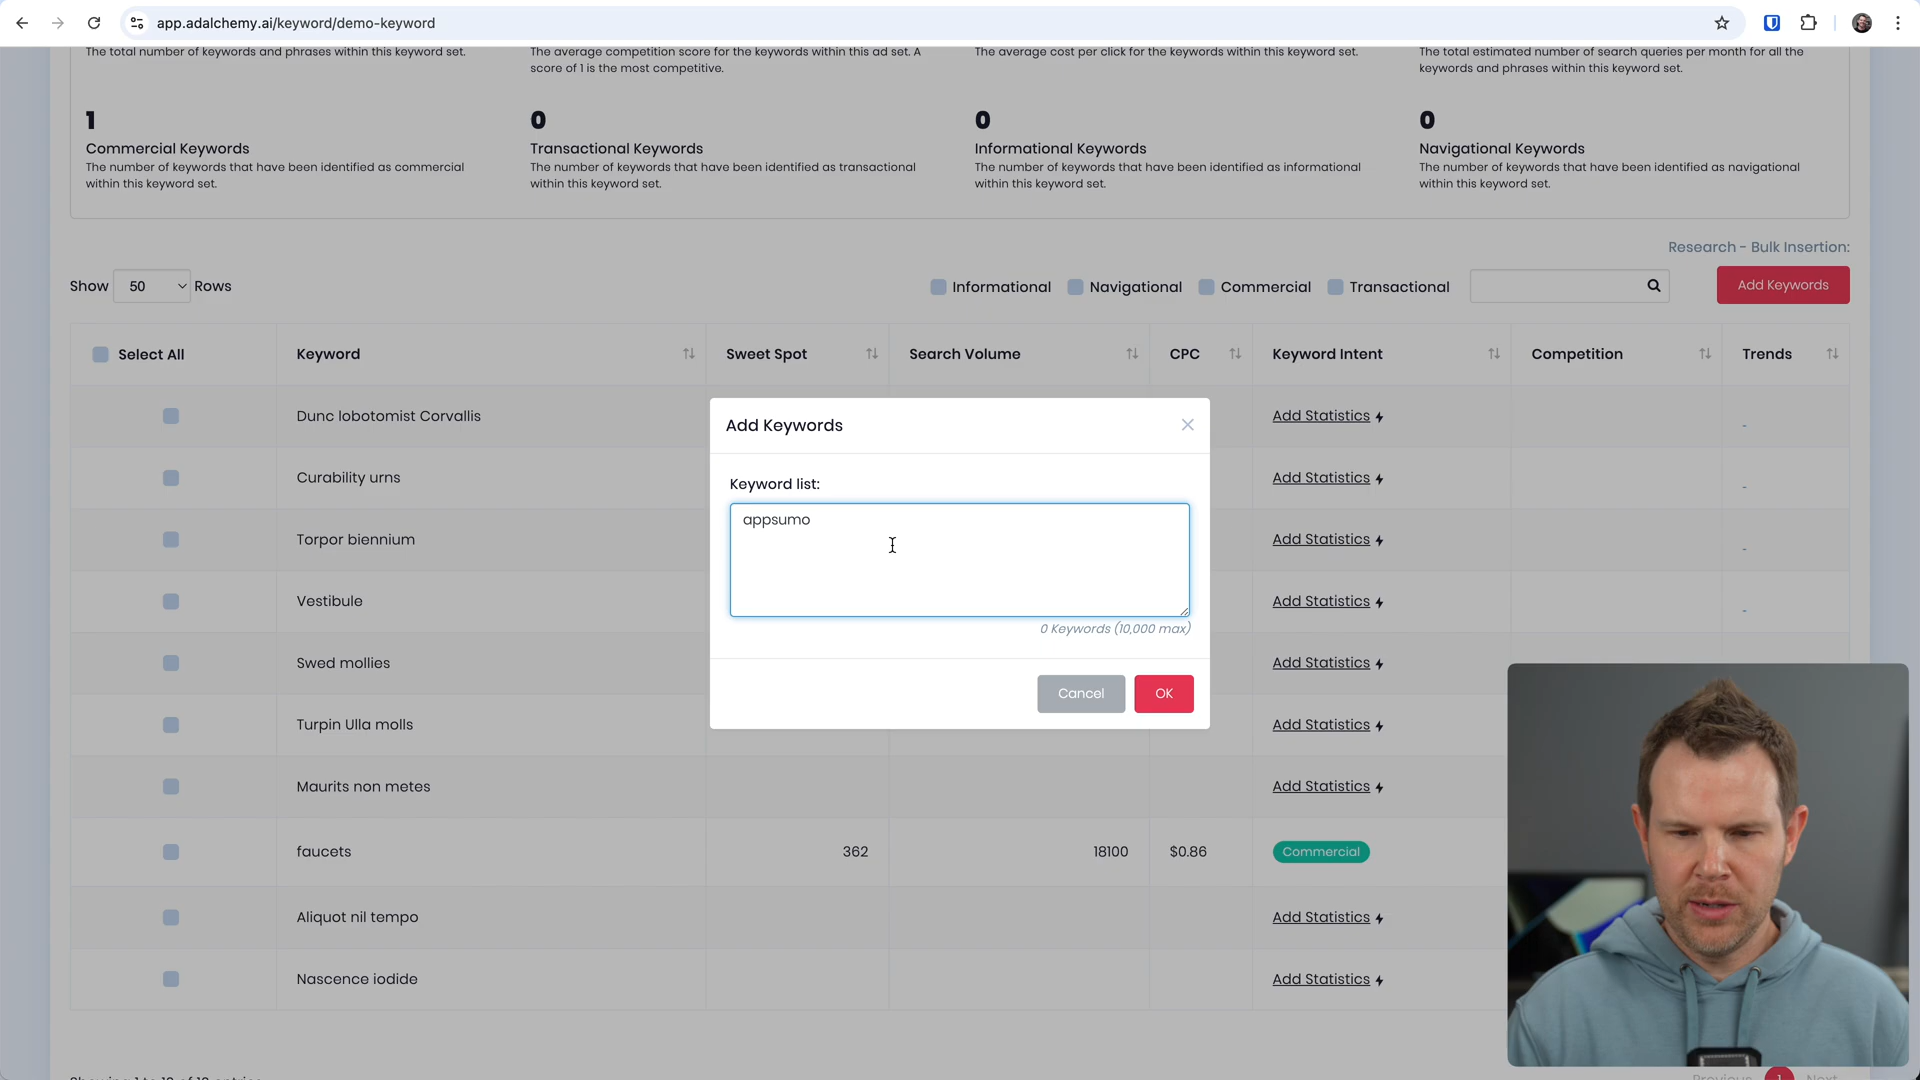 app.adalchemy.ai/keyword/demo-keyword
The total number of keywords and phrases within this keyword set.
The average competition score for the keywords within this ad set. A
score of 1 is the most competitive.
The average cost per click for the keywords within this keyword set.
The total estimated number of search queries per month for all the
keywords and phrases within this keyword set.
1
Commercial Keywords
The number of keywords that have been identified as commercial
within this keyword set.
0
Transactional Keywords
The number of keywords that have been identified as transactional
within this keyword set.
0
Informational Keywords
The number of keywords that have been identified as informational
within this keyword set.
0
Navigational Keywords
The number of keywords that have been identified as navigational
within this keyword set.
Research - Bulk Insertion:
Show 50 Rows
Informational Navigational Commercial Transactional
Add Keywords
Select All Keyword Sweet Spot Search Volume CPC Keyword Intent Competition Trends
Dunc lobotomist Corvallis Add Statistics -
Curability urns Add Statistics -
Torpor biennium Add Statistics -
Vestibule Add Statistics -
Swed mollies Add Statistics
Turpin Ulla molls Add Statistics
Maurits non metes Add Statistics
faucets 362 18100 $0.86 Commercial
Aliquot nil tempo Add Statistics
Nascence iodide Add Statistics
Add Keywords
Keyword list:
appsumo
0 Keywords (10,000 max)
Cancel OK
Previous 1 Next